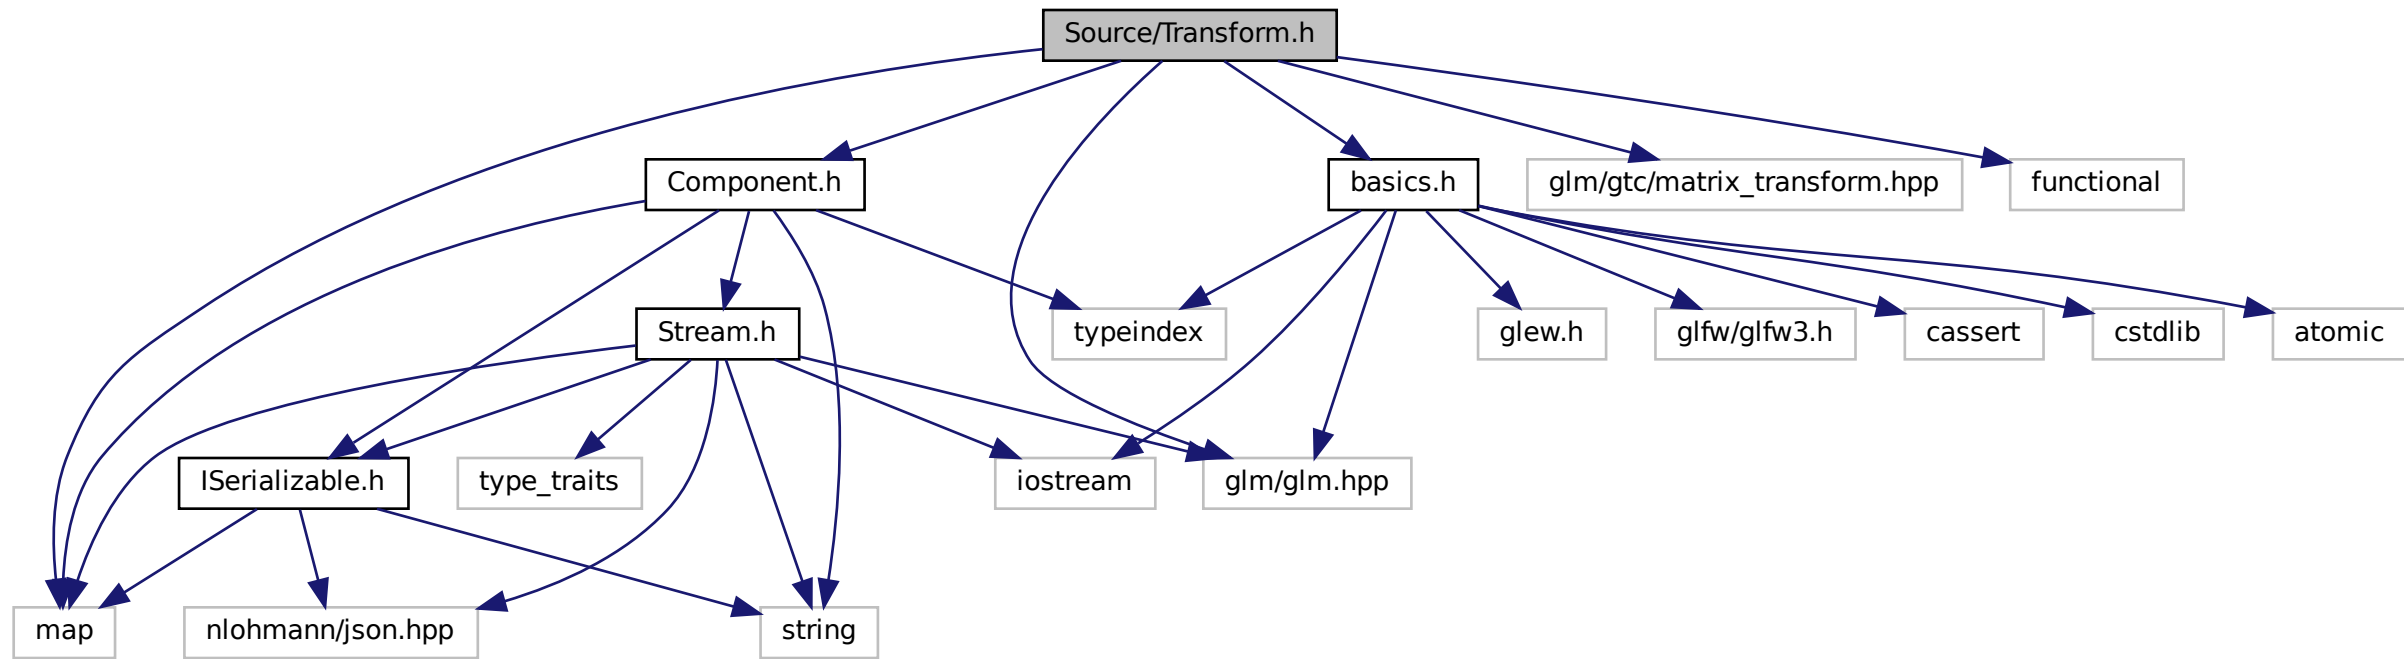 Source/Transform.h
Component.h
basics.h
glm/gtc/matrix_transform.hpp
functional
Stream.h
typeindex
glew.h
glfw/glfw3.h
cassert
cstdlib
atomic
ISerializable.h
type_traits
iostream
glm/glm.hpp
map
nlohmann/json.hpp
string